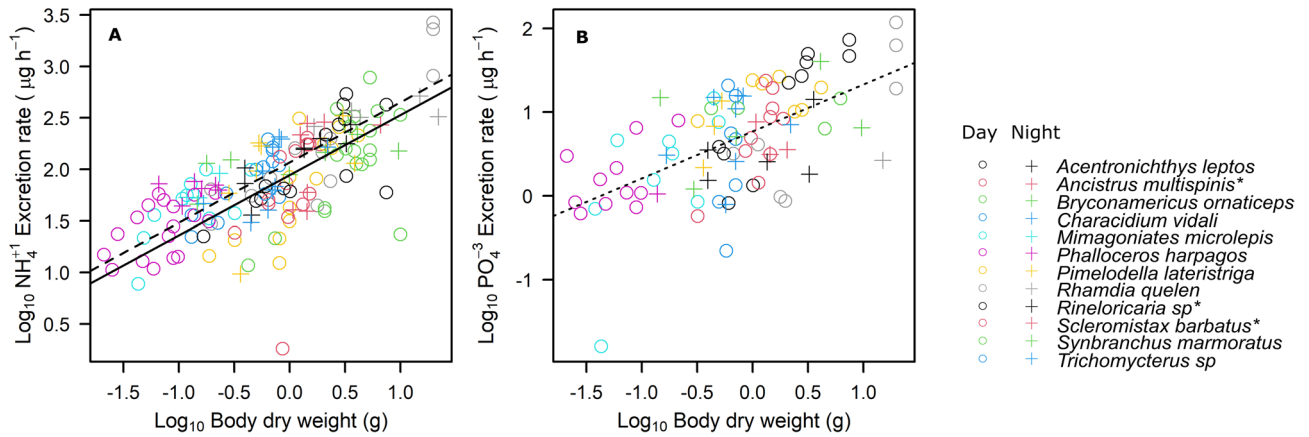 A
Log10 NH4+1 Excretion rate ( µg h−1)
3.5
3.0
2.5
2.0
1.5
1.0
0.5
-1.5 -1.0 -0.5 0.0 0.5 1.0
Log10 Body dry weight (g)
B
Log10 PO4−3 Excretion rate ( µg h−1)
2
1
0
-1
-1.5 -1.0 -0.5 0.0 0.5 1.0
Log10 Body dry weight (g)
Day Night
Acentronichthys leptos
Ancistrus multispinis*
Bryconamericus ornaticeps
Characidium vidali
Mimagoniates microlepis
Phalloceros harpagos
Pimelodella lateristriga
Rhamdia quelen
Rineloricaria sp*
Scleromistax barbatus*
Synbranchus marmoratus
Trichomycterus sp